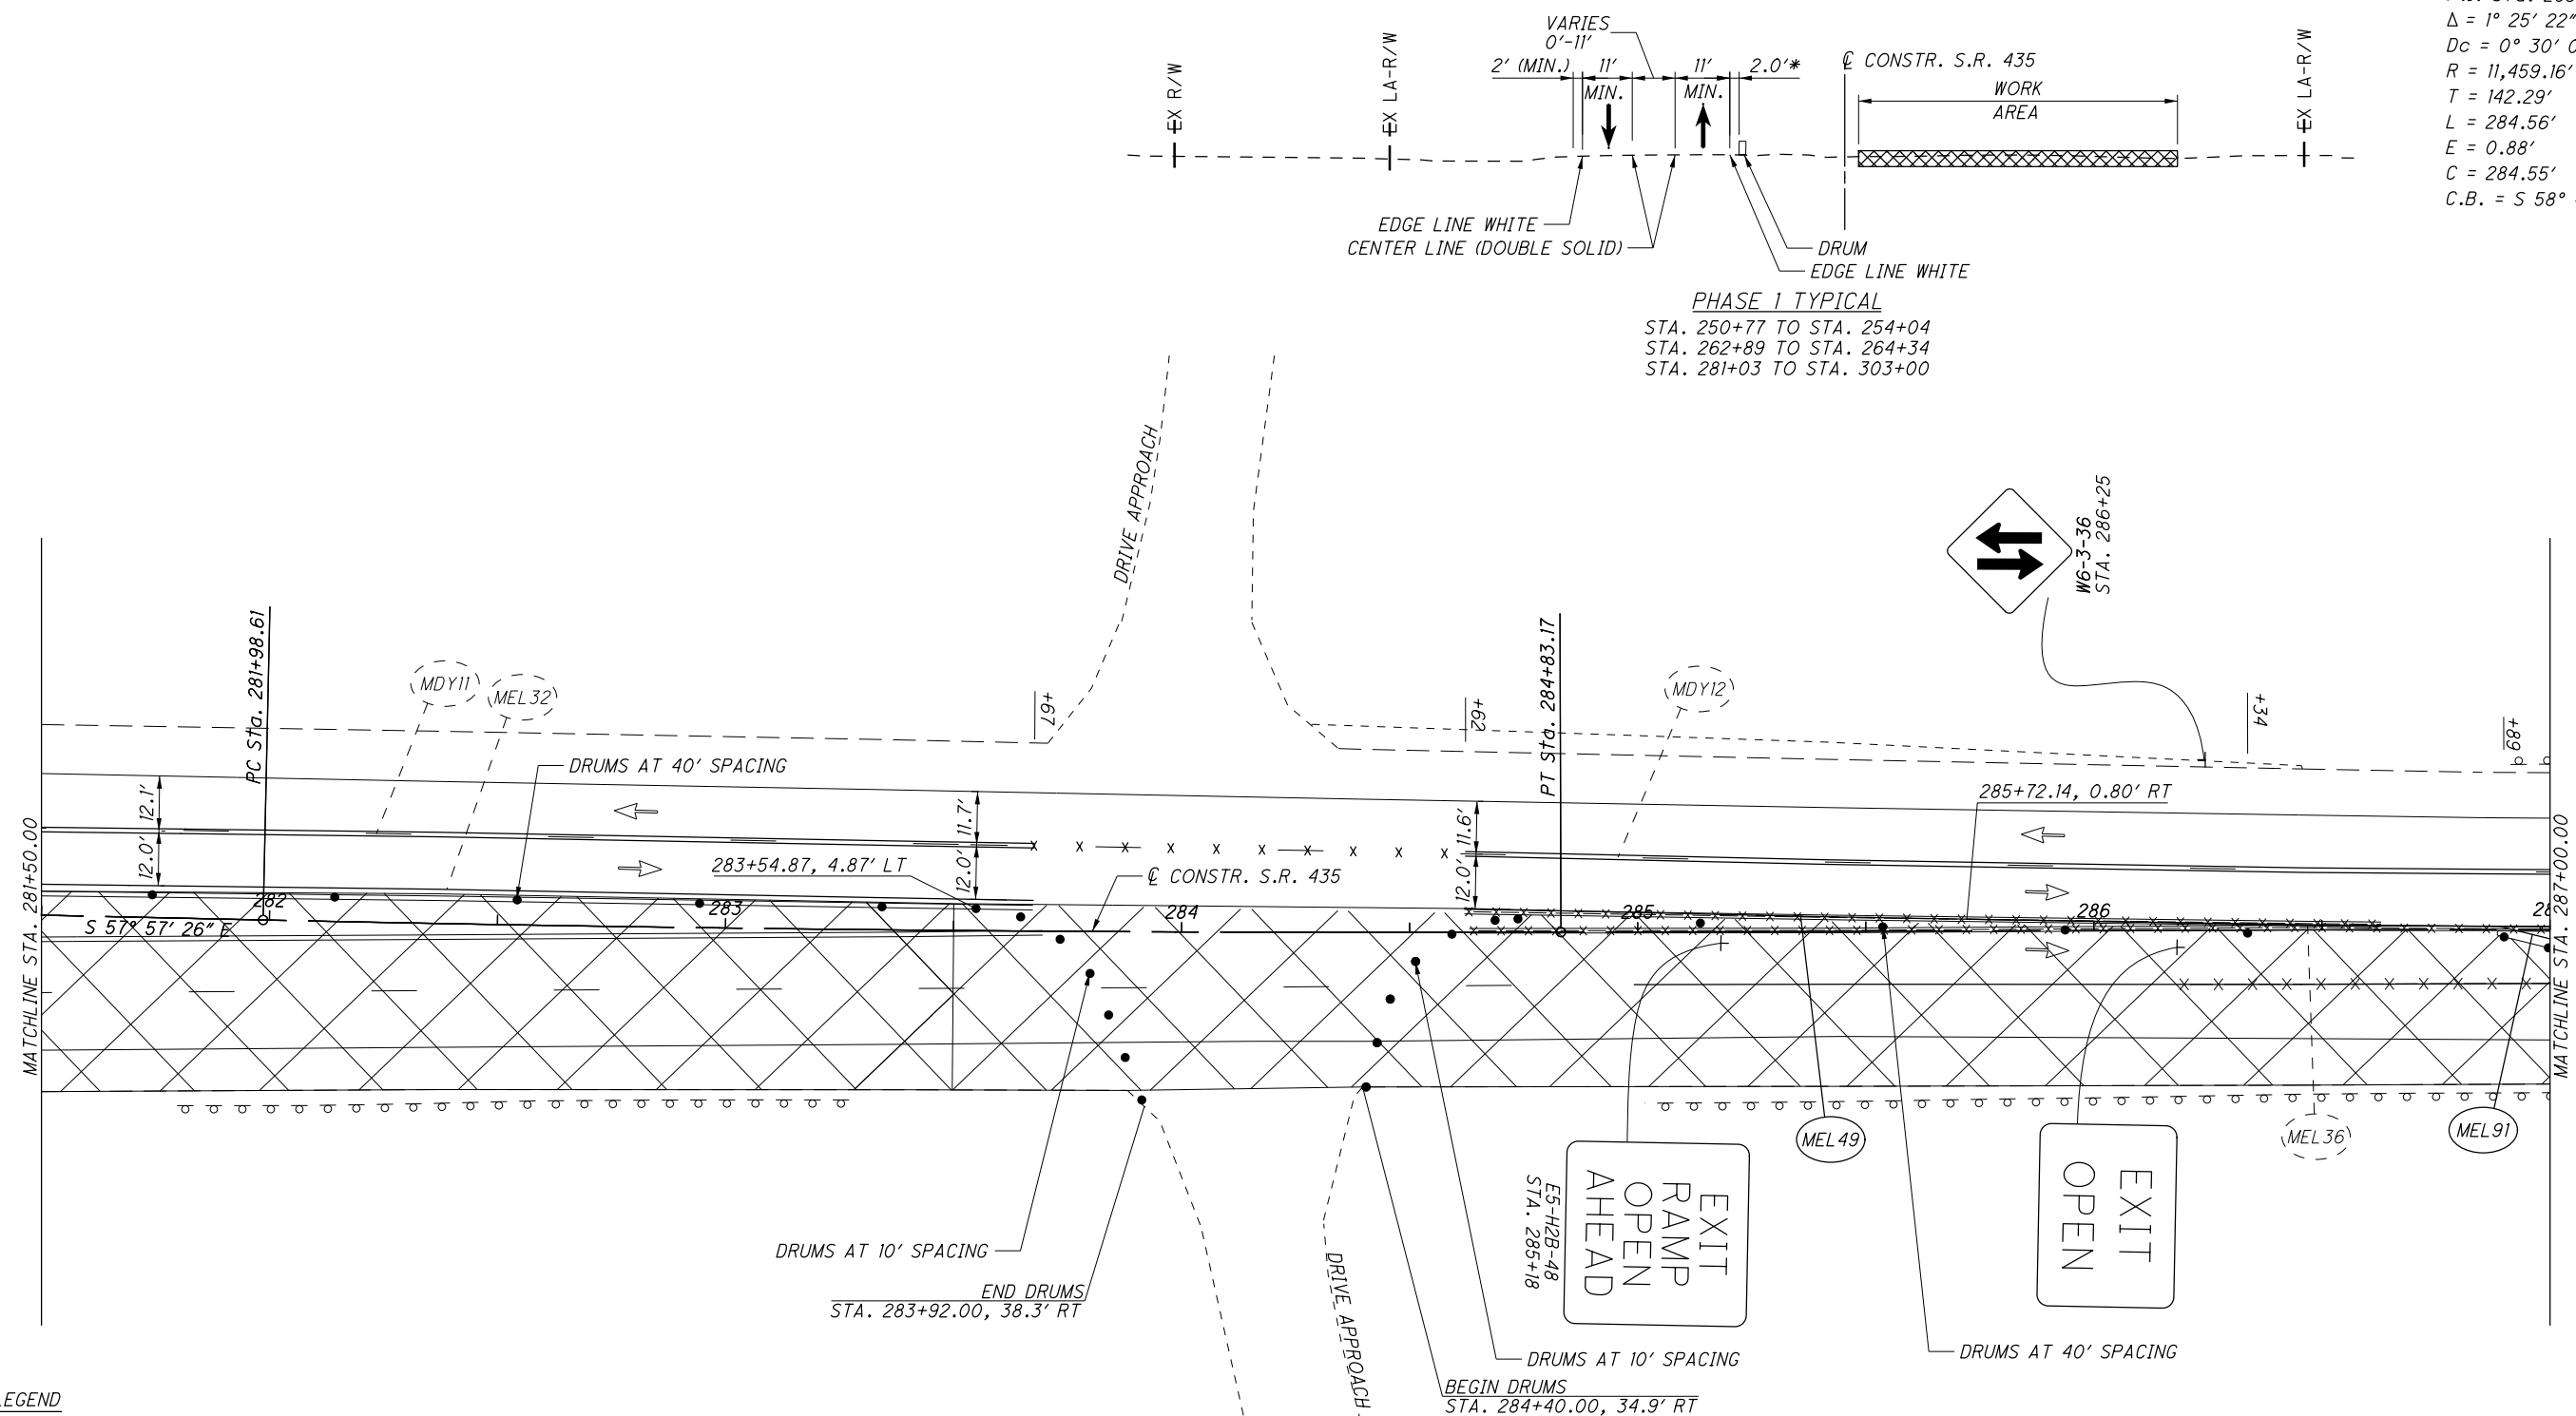 VARIES
0'-11'
2' (MIN.)
11'
MIN.
11'
MIN.
2.0'*
℄ CONSTR. S.R. 435
WORK
AREA
EX R/W
EX LA-R/W
EX LA-R/W
EDGE LINE WHITE
CENTER LINE (DOUBLE SOLID)
DRUM
EDGE LINE WHITE
PHASE 1 TYPICAL
STA. 250+77 TO STA. 254+04
STA. 262+89 TO STA. 264+34
STA. 281+03 TO STA. 303+00
Δ = 1° 25' 22"
Dc = 0° 30' 0
R = 11,459.16'
T = 142.29'
L = 284.56'
E = 0.88'
C = 284.55'
C.B. = S 58°
DRIVE APPROACH
W6-3-36
STA. 286+25
PC Sta. 281+98.61
MDY11
MEL32
DRUMS AT 40' SPACING
+67
+62
PT Sta. 284+83.17
MDY12
+34
+89
12.1'
12.0'
11.7'
12.0'
11.6'
12.0'
283+54.87, 4.87' LT
℄ CONSTR. S.R. 435
285+72.14, 0.80' RT
MATCHLINE STA. 281+50.00
MATCHLINE STA. 287+00.00
282
283
284
285
286
28
S 57° 57' 26" E
DRUMS AT 10' SPACING
END DRUMS
STA. 283+92.00, 38.3' RT
DRIVE APPROACH
E5-H2B-48
STA. 285+18
EXIT
RAMP
OPEN
AHEAD
MEL49
EXIT
OPEN
MEL36
MEL91
DRUMS AT 10' SPACING
DRUMS AT 40' SPACING
BEGIN DRUMS
STA. 284+40.00, 34.9' RT
LEGEND